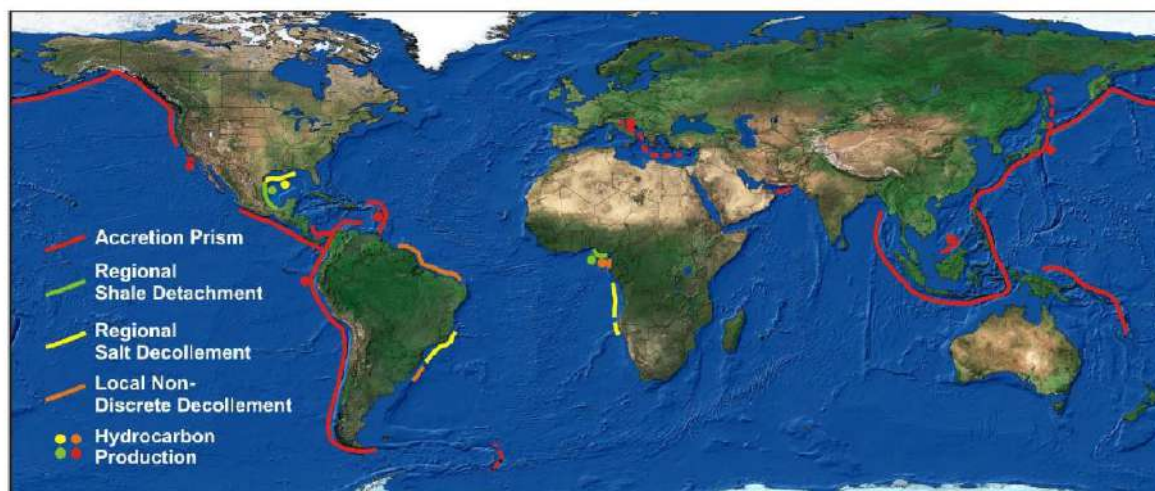 Accretion Prism
Regional
Shale Detachment
Regional
Salt Decollement
Local Non-
Discrete Decollement
Hydrocarbon
Production